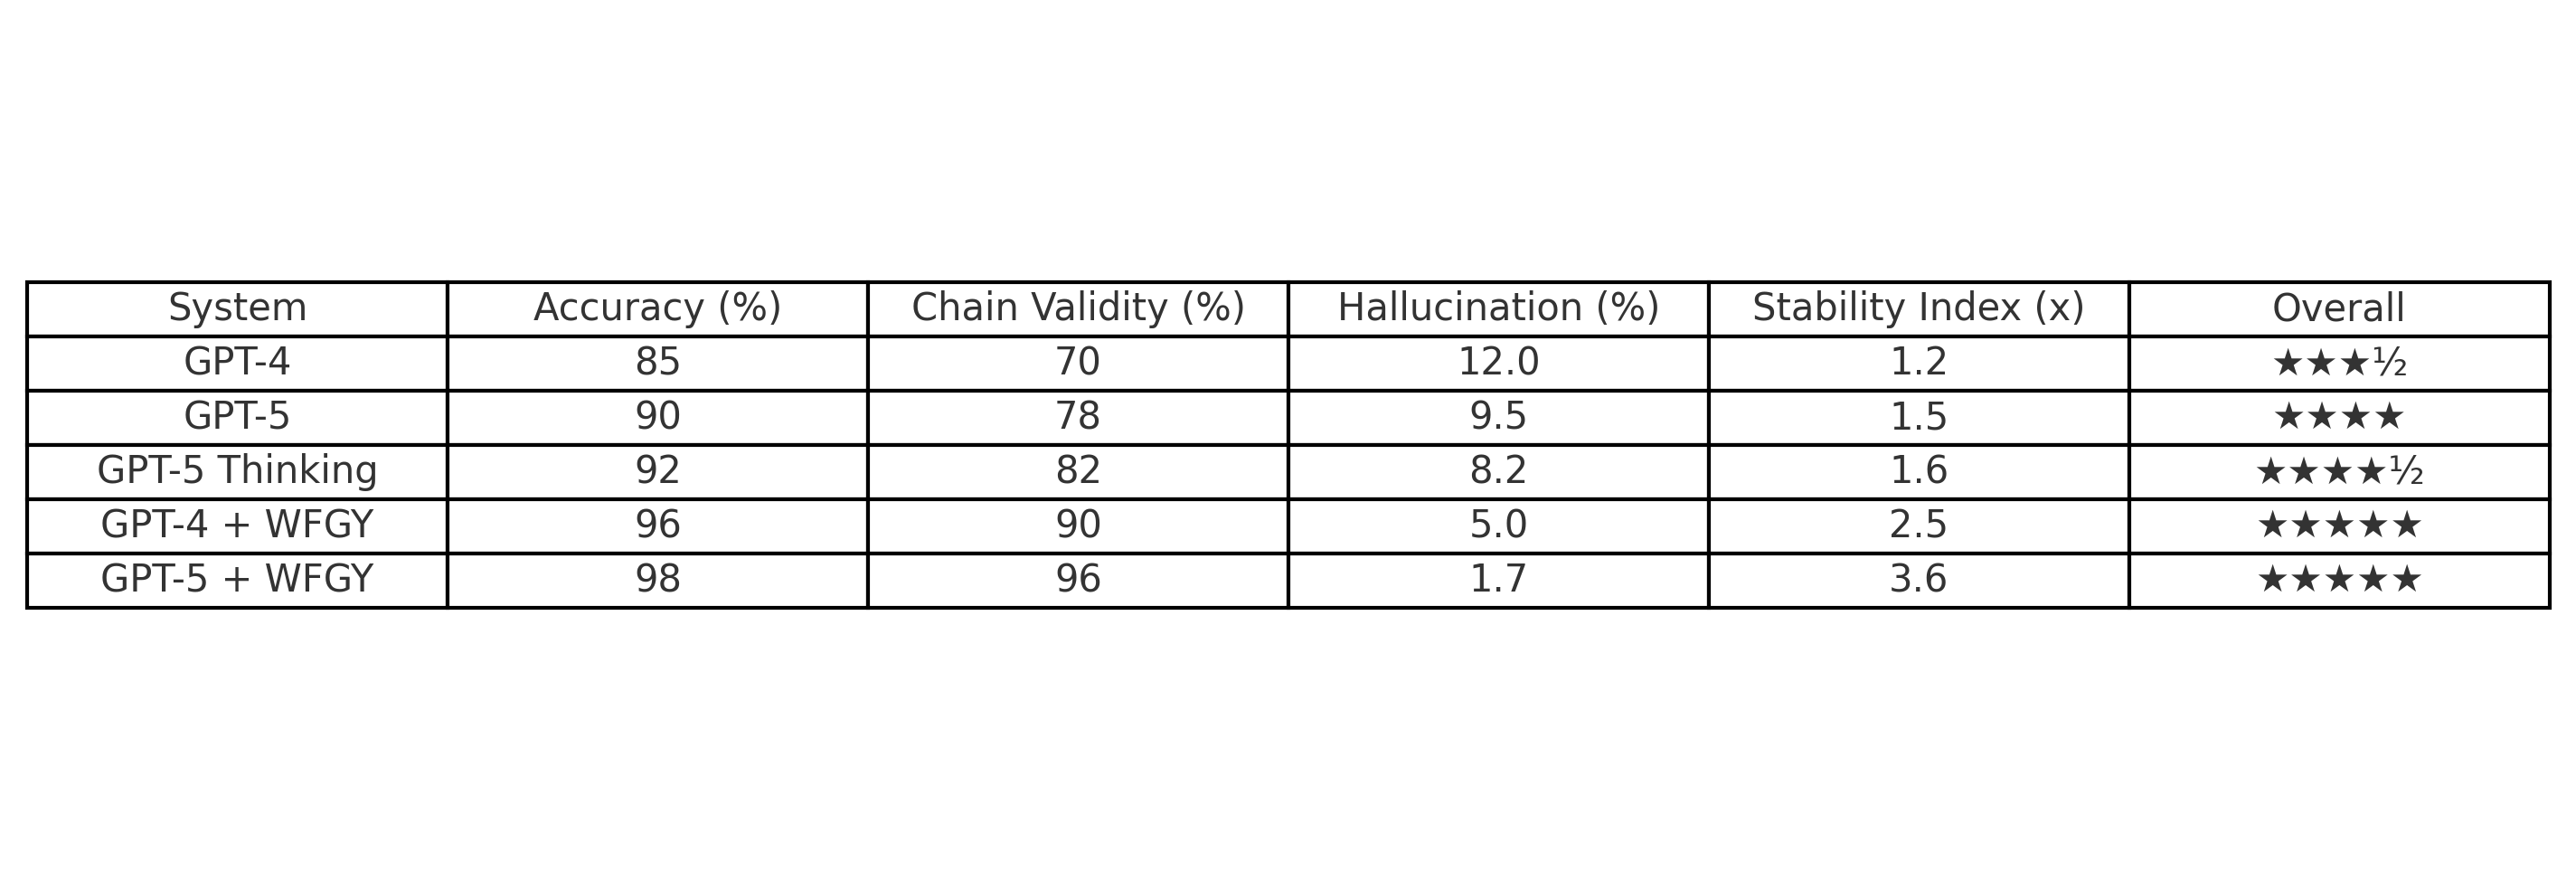 System Accuracy (%) Chain Validity (%) Hallucination (%) Stability Index (x) Overall
GPT-4 85 70 12.0 1.2 ★★★½
GPT-5 90 78 9.5 1.5 ★★★★
GPT-5 Thinking 92 82 8.2 1.6 ★★★★½
GPT-4 + WFGY 96 90 5.0 2.5 ★★★★★
GPT-5 + WFGY 98 96 1.7 3.6 ★★★★★